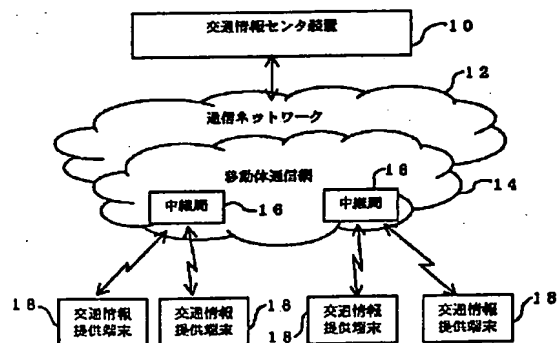 交通情報センタ装置
10
12
通信ネットワーク
移動体通信網
16
中継局
16
中継局
14
18
交通情報
提供端末
交通情報
提供端末
18
18
交通情報
提供端末
交通情報
提供端末
18